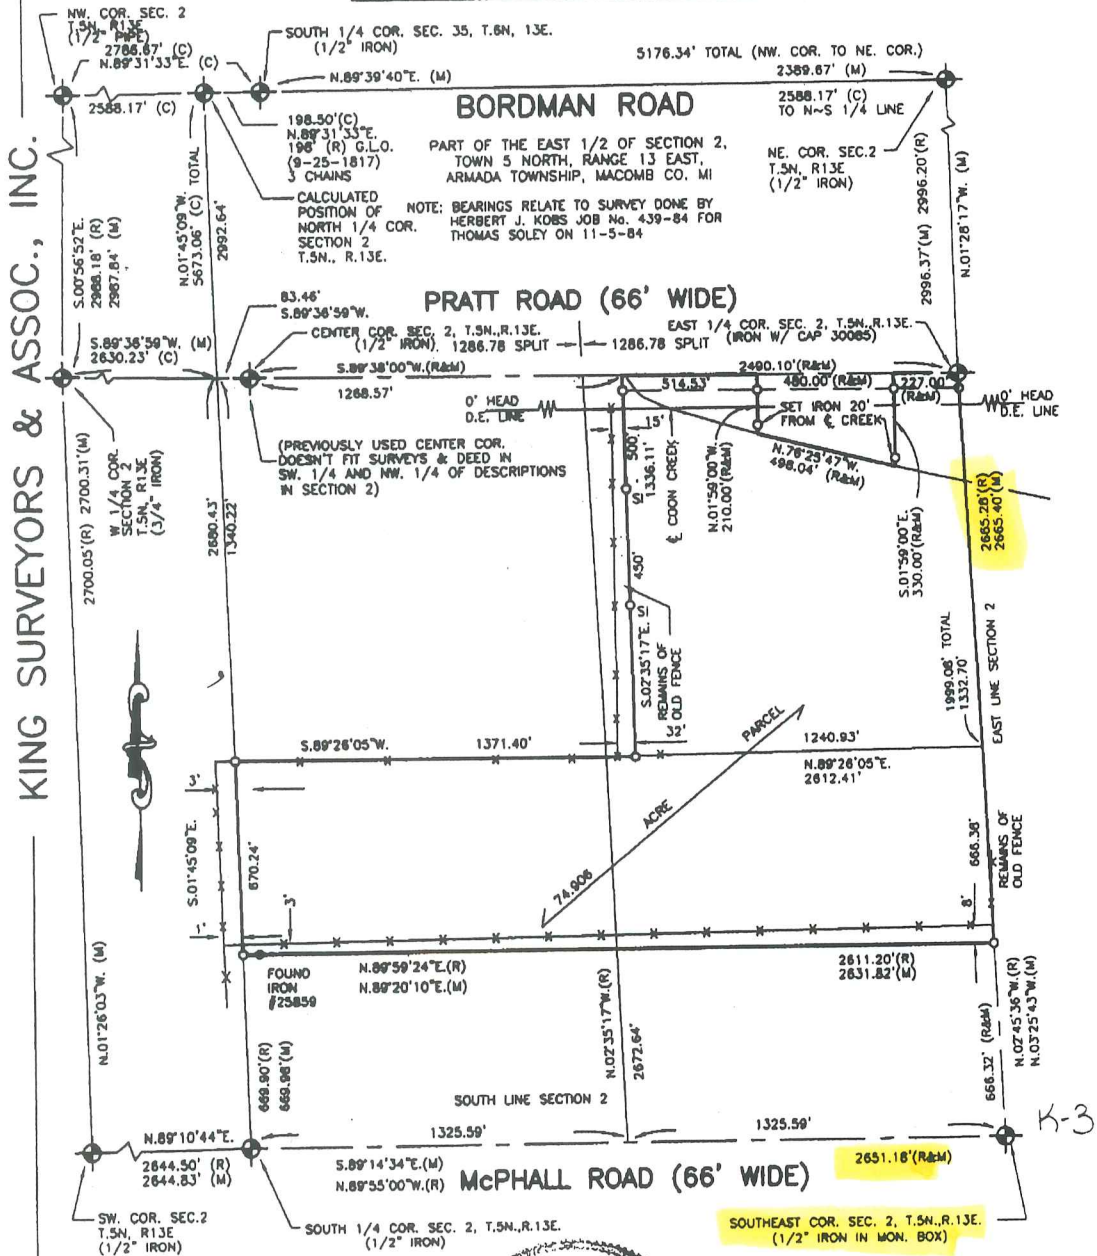 KING SURVEYORS & ASSOC., INC.
NW. COR. SEC. 2
T.5N, R13E
(1/2" PIPE)
2786.67' (C)
N.89°31'33"E. (C)
2588.17' (C)
SOUTH 1/4 COR. SEC. 35, T.6N, 13E.
(1/2" IRON)
N.89°39'40"E. (M)
5176.34' TOTAL (NW. COR. TO NE. COR.)
2389.67' (M)
2588.17' (C)
TO N~S 1/4 LINE
BORDMAN ROAD
198.50'(C)
N.89°31'33"E.
198' (R) G.L.O.
(9-25-1817)
3 CHAINS
PART OF THE EAST 1/2 OF SECTION 2,
TOWN 5 NORTH, RANGE 13 EAST,
ARMADA TOWNSHIP, MACOMB CO, MI
NE. COR. SEC.2
T.5N, R13E
(1/2" IRON)
CALCULATED
POSITION OF
NORTH 1/4 COR.
SECTION 2
T.5N., R.13E.
NOTE: BEARINGS RELATE TO SURVEY DONE BY
HERBERT J. KOBS JOB No. 439-84 FOR
THOMAS SOLEY ON 11-5-84
S.00°56'52"E.
2988.18' (R)
2987.84' (M)
N.01°45'09"W.
5673.06' (C) TOTAL
2992.64'
2996.37'(M) 2996.20'(R)
N.01°28'17"W. (M)
83.46'
S.89°36'59"W.
PRATT ROAD (66' WIDE)
CENTER COR. SEC. 2, T.5N.,R.13E.
(1/2" IRON)
1286.78 SPLIT
1286.78 SPLIT
EAST 1/4 COR. SEC. 2, T.5N.,R.13E.
(IRON W/ CAP 30085)
S.89°36'59"W. (M)
2630.23' (C)
S.89°38'00"W.(R&M)
1268.57'
2490.10'(R&M)
514.53'
480.00'(R&M)
227.00'
(R&M)
0' HEAD
D.E. LINE
0' HEAD
D.E. LINE
SET IRON 20'
FROM ℄ CREEK
15'
(PREVIOUSLY USED CENTER COR.
DOESN'T FIT SURVEYS & DEED IN
SW. 1/4 AND NW. 1/4 OF DESCRIPTIONS
IN SECTION 2)
W 1/4 COR.
SECTION 2
T.5N, R13E
(3/4" IRON)
2700.05'(R) 2700.31'(M)
2680.43'
1340.22'
500'
1336.11'
SI
℄ COON CREEK
N.01°59'00"W.
210.00'(R&M)
N.76°25'47"W.
498.04' (R&M)
S.01°59'00"E.
330.00'(R&M)
2665.28'(R)
2665.40'(M)
450'
SI
S.02°35'17"E.
REMAINS OF
OLD FENCE
32'
1999.08' TOTAL
1332.70'
EAST LINE SECTION 2
S.89°26'05"W.
1371.40'
1240.93'
N.89°26'05"E.
2612.41'
3'
S.01°45'09"E.
670.24'
3'
1'
74.906 ACRE PARCEL
666.38'
REMAINS OF
OLD FENCE
8'
FOUND
IRON
#25859
N.89°59'24"E.(R)
N.89°20'10"E.(M)
2611.20'(R)
2631.82'(M)
N.01°26'03"W. (M)
669.90'(R)
669.98'(M)
N.02°35'17"W.(R)
2672.64'
666.32' (R&M)
N.02°45'36"W.(R)
N.03°25'43"W.(M)
SOUTH LINE SECTION 2
K-3
N.89°10'44"E.
2644.50' (R)
2644.83' (M)
1325.59'
1325.59'
S.89°14'34"E.(M)
N.89°55'00"W.(R)
McPHALL ROAD (66' WIDE)
2651.18'(R&M)
SW. COR. SEC.2
T.5N, R13E
(1/2" IRON)
SOUTH 1/4 COR. SEC. 2, T.5N.,R.13E.
(1/2" IRON)
SOUTHEAST COR. SEC. 2, T.5N.,R.13E.
(1/2" IRON IN MON. BOX)